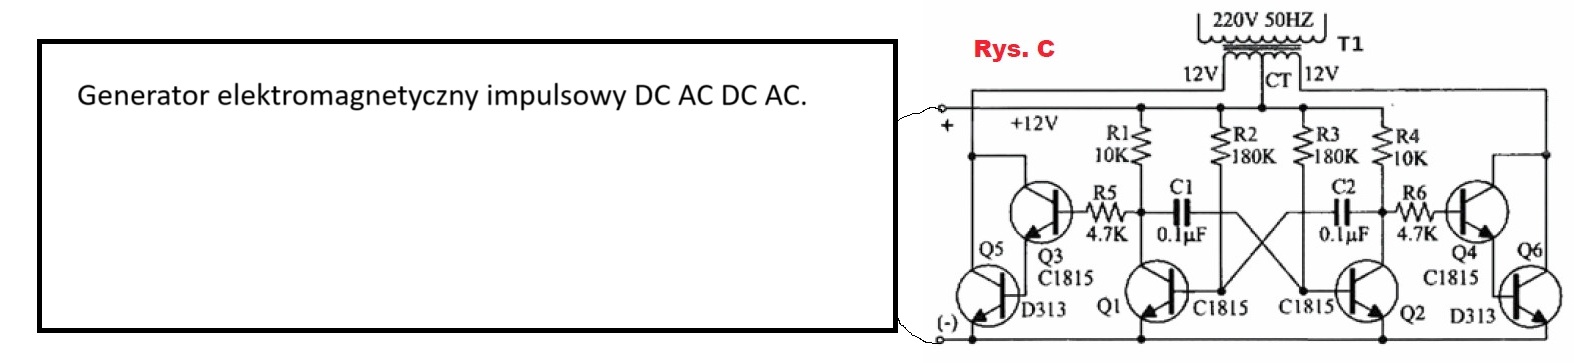 Generator elektromagnetyczny impulsowy DC AC DC AC.
Rys. C
220V 50HZ
T1
12V
CT
12V
+
+12V
R1
10K
R2
180K
R3
180K
R4
10K
R5
4.7K
C1
0.1µF
C2
0.1µF
R6
4.7K
Q5
Q3
C1815
D313
Q1
C1815
C1815
Q2
Q4
C1815
Q6
D313
(-)